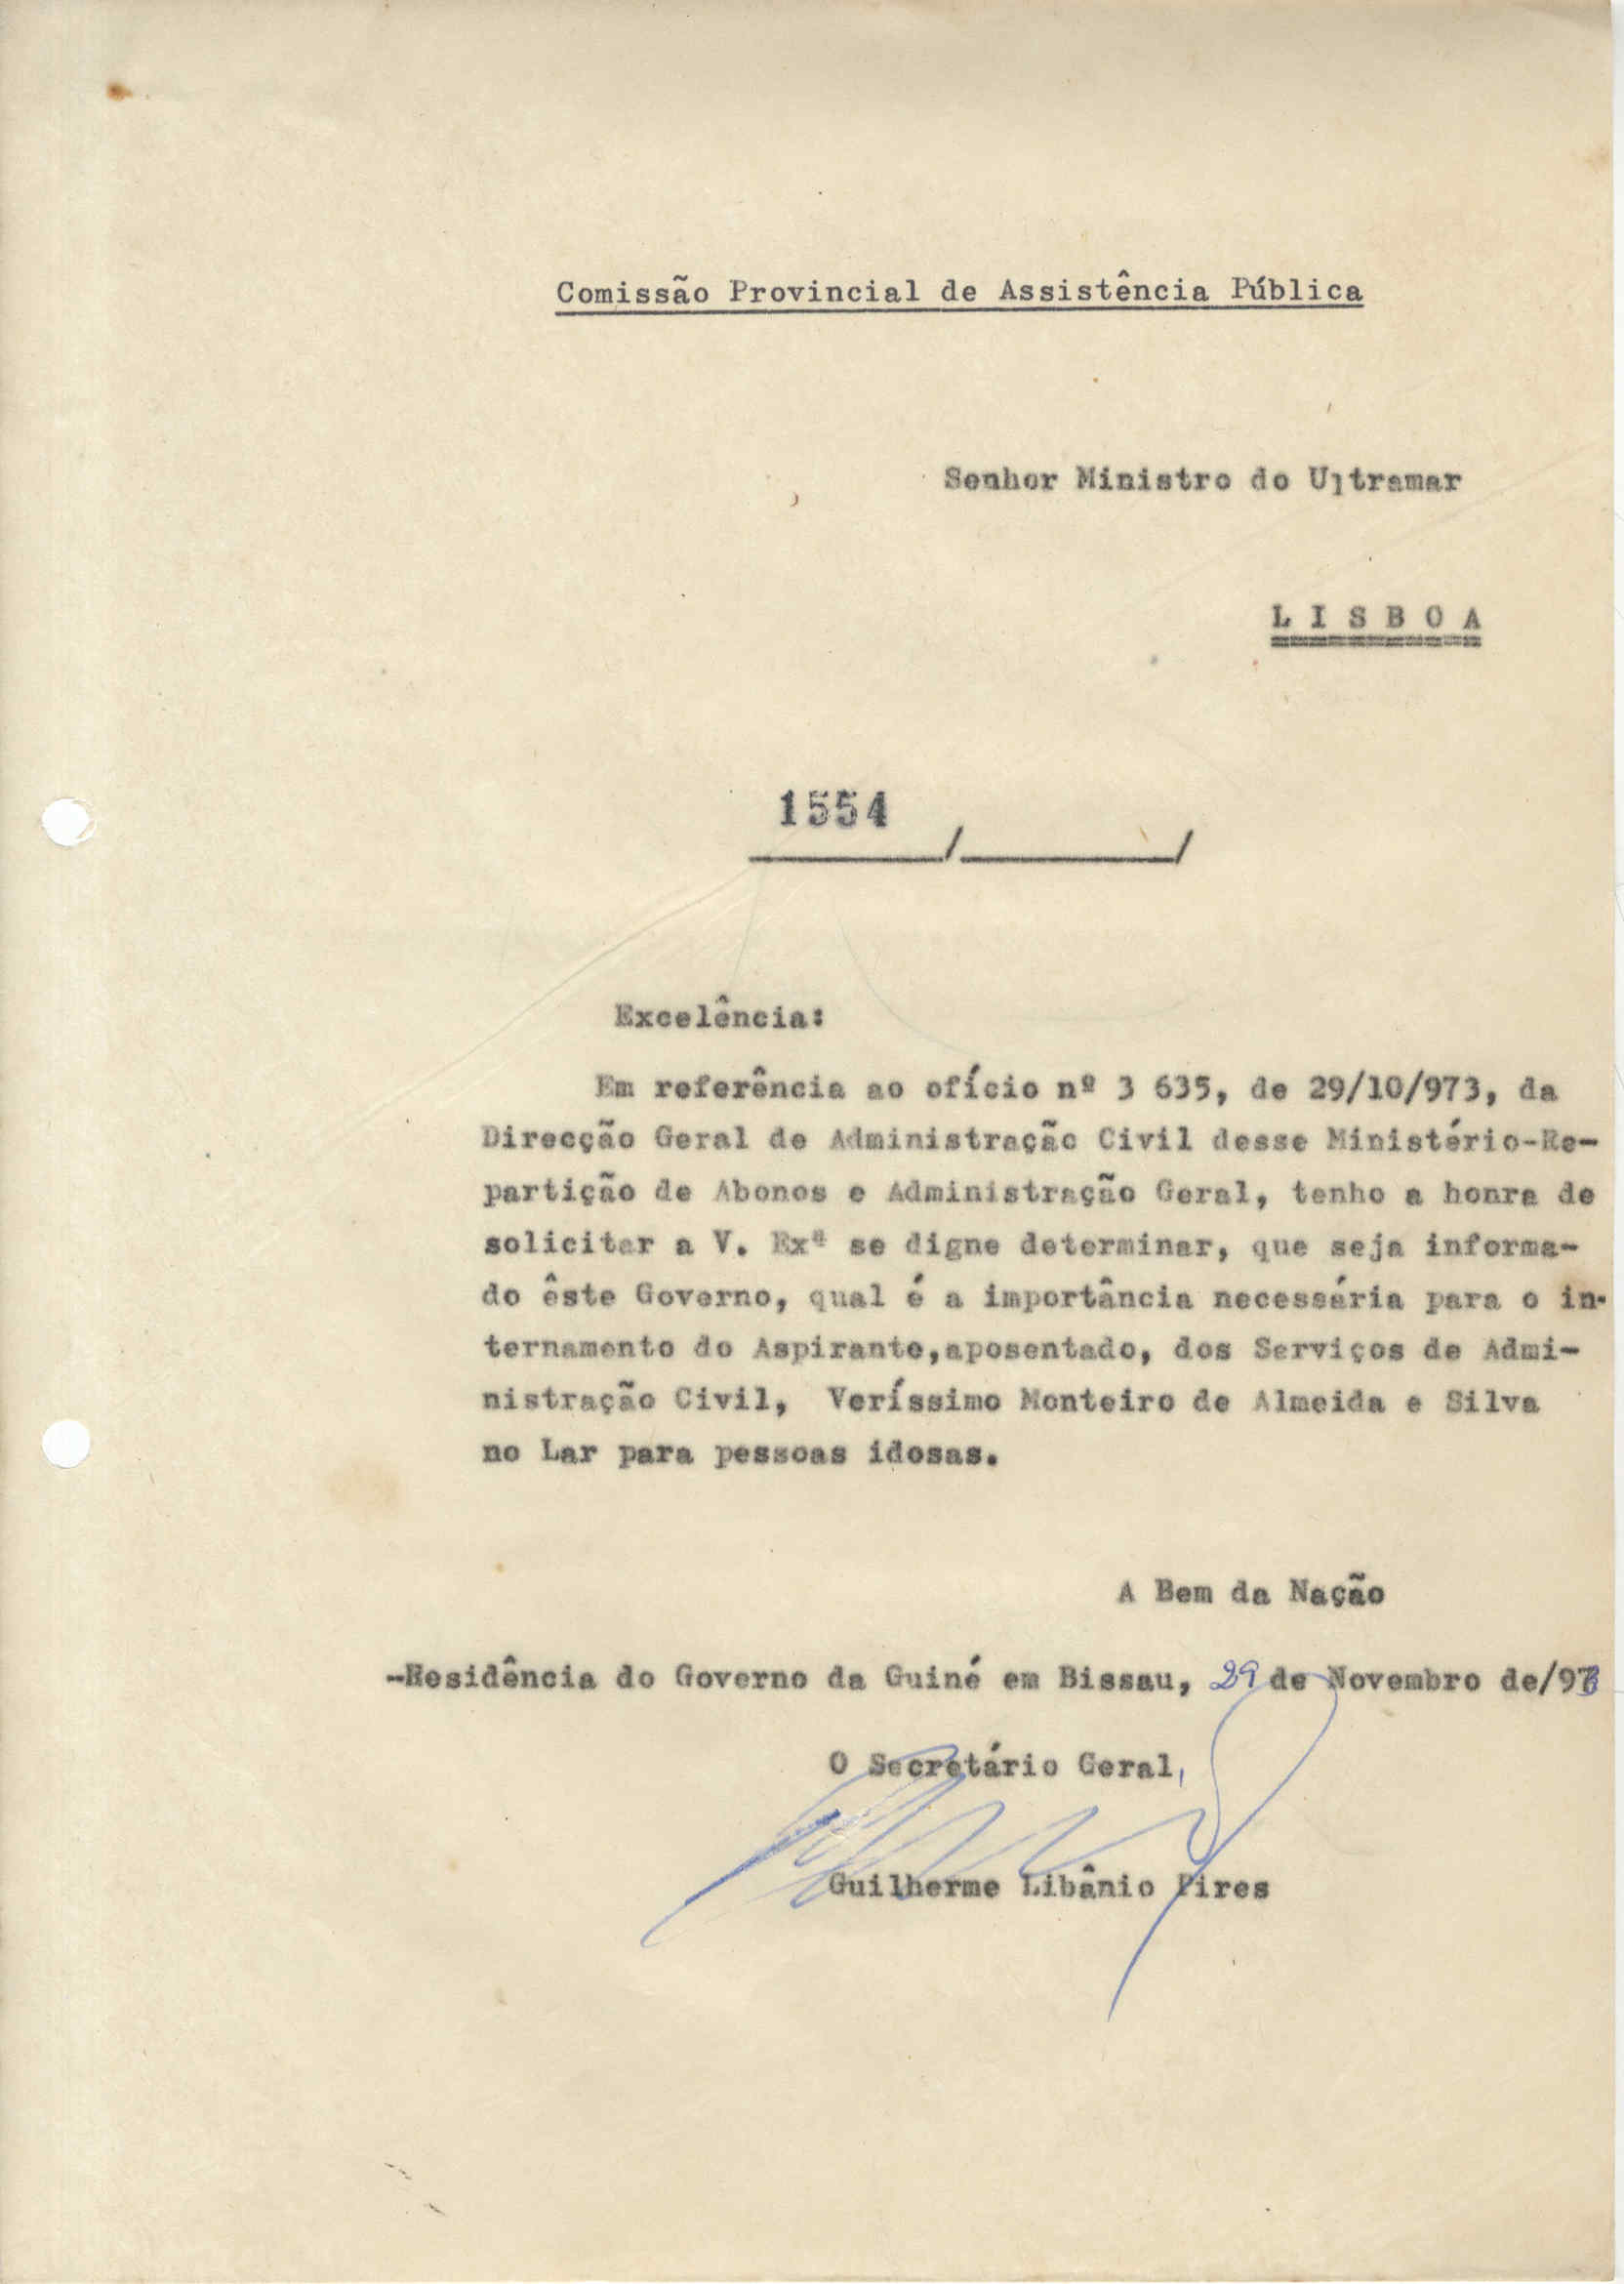 Comissão Provincial de Assistência Pública
Senhor Ministro do Ultramar
L I S B O A
1554
/ /
Excelência:
Em referência ao ofício nº 3 635, de 29/10/973, da
Direcção Geral de Administração Civil desse Ministério-Re-
partição de Abonos e Administração Geral, tenho a honra de
solicitar a V. Exª se digne determinar, que seja informa-
do êste Governo, qual é a importância necessária para o in-
ternamento do Aspirante,aposentado, dos Serviços de Admi-
nistração Civil, Veríssimo Monteiro de Almeida e Silva
no Lar para pessoas idosas.
A Bem da Nação
-Residência do Governo da Guiné em Bissau, 29 de Novembro de/973
O Secretário Geral,
Guilherme Libânio Pires